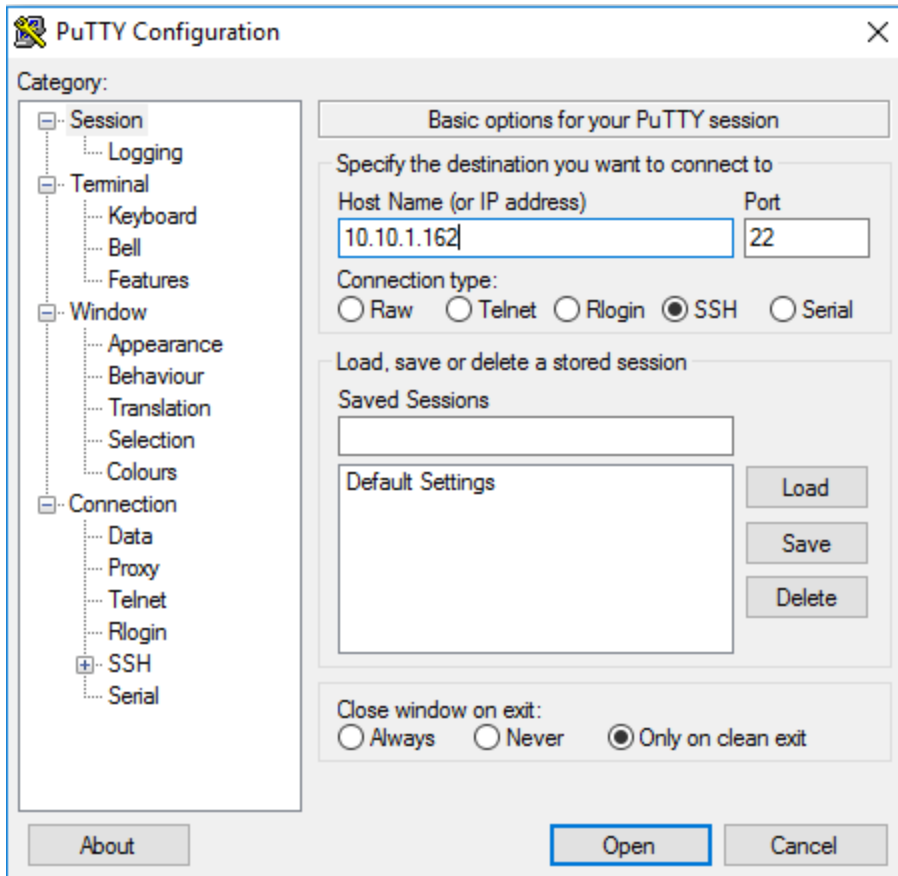 PuTTY Configuration
Category:
Session
Logging
Terminal
Keyboard
Bell
Features
Window
Appearance
Behaviour
Translation
Selection
Colours
Connection
Data
Proxy
Telnet
Rlogin
SSH
Serial
Basic options for your PuTTY session
Specify the destination you want to connect to
Host Name (or IP address) Port
10.10.1.162 22
Connection type:
Raw Telnet Rlogin SSH Serial
Load, save or delete a stored session
Saved Sessions
Default Settings
Load
Save
Delete
Close window on exit:
Always Never Only on clean exit
About Open Cancel